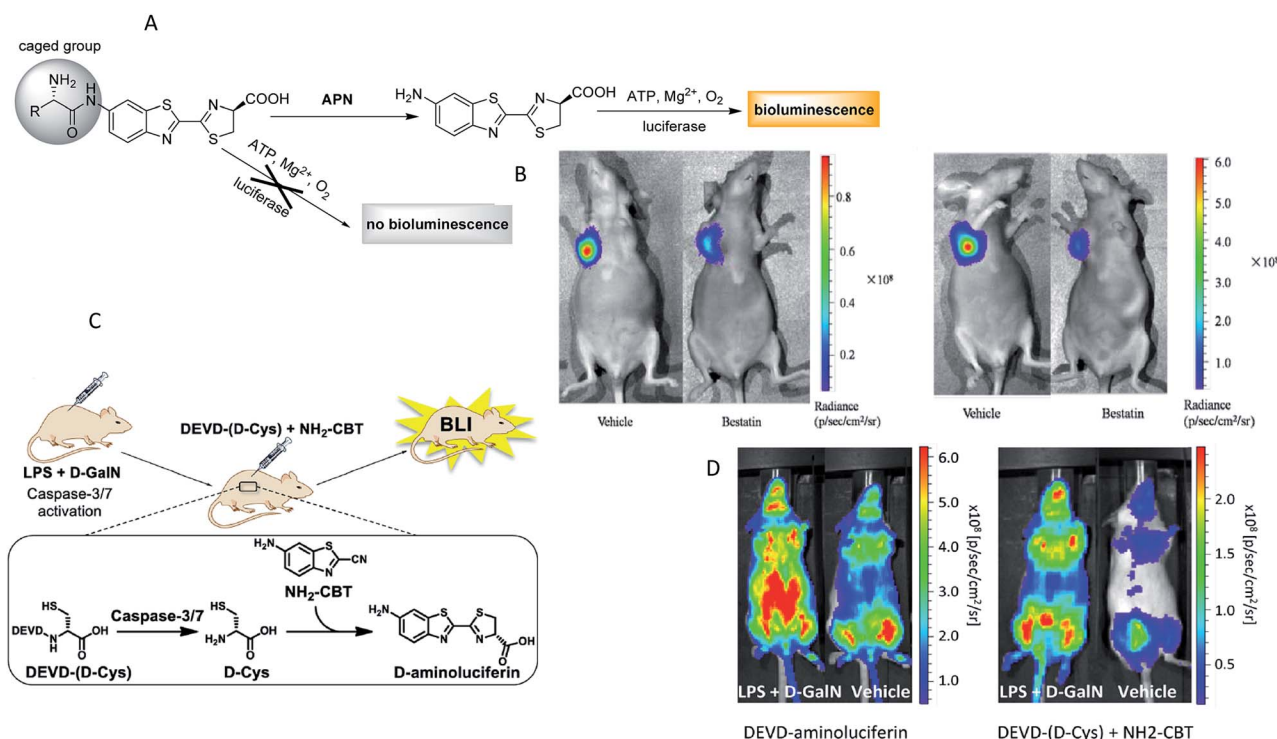 A
caged group
NH₂
R
O
H
N
S
N
N
S
COOH
APN
H₂N
S
N
N
S
COOH
ATP, Mg²⁺, O₂
luciferase
bioluminescence
ATP, Mg²⁺, O₂
luciferase
no bioluminescence
B
0.8
0.6
0.4
0.2
×10⁸
Vehicle
Bestatin
Radiance
(p/sec/cm²/sr)
6.0
5.0
4.0
3.0
2.0
1.0
Vehicle
Bestatin
Radiance
(p/sec/cm²/sr)
C
LPS + D-GalN
Caspase-3/7
activation
DEVD-(D-Cys) + NH₂-CBT
BLI
HS
DEVD
N
H
O
OH
DEVD-(D-Cys)
Caspase-3/7
HS
H₂N
O
OH
D-Cys
H₂N
S
N
CN
NH₂-CBT
H₂N
S
N
S
N
O
OH
D-aminoluciferin
D
6.0
5.0
4.0
3.0
2.0
1.0
x10⁸ [p/sec/cm²/sr]
LPS + D-GalN Vehicle
DEVD-aminoluciferin
2.0
1.5
1.0
0.5
x10⁸ [p/sec/cm²/sr]
LPS + D-GalN Vehicle
DEVD-(D-Cys) + NH2-CBT